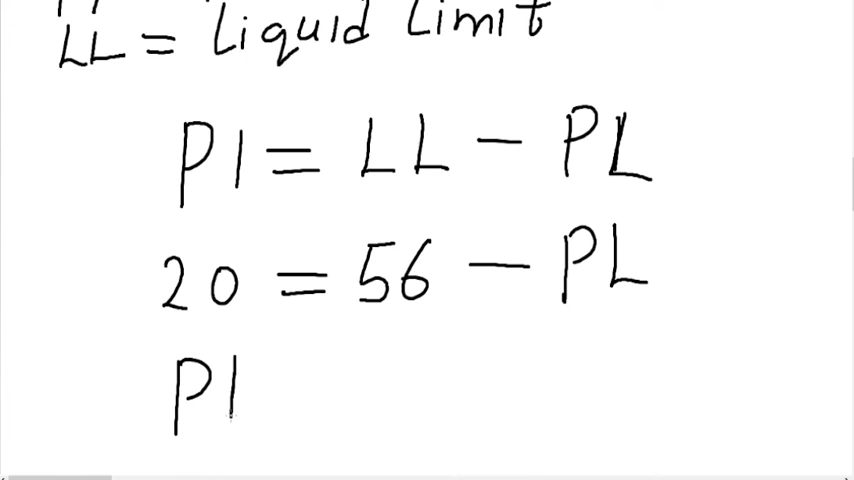 LL = Liquid Limit
PI = LL - PL
20 = 56 - PL
PI